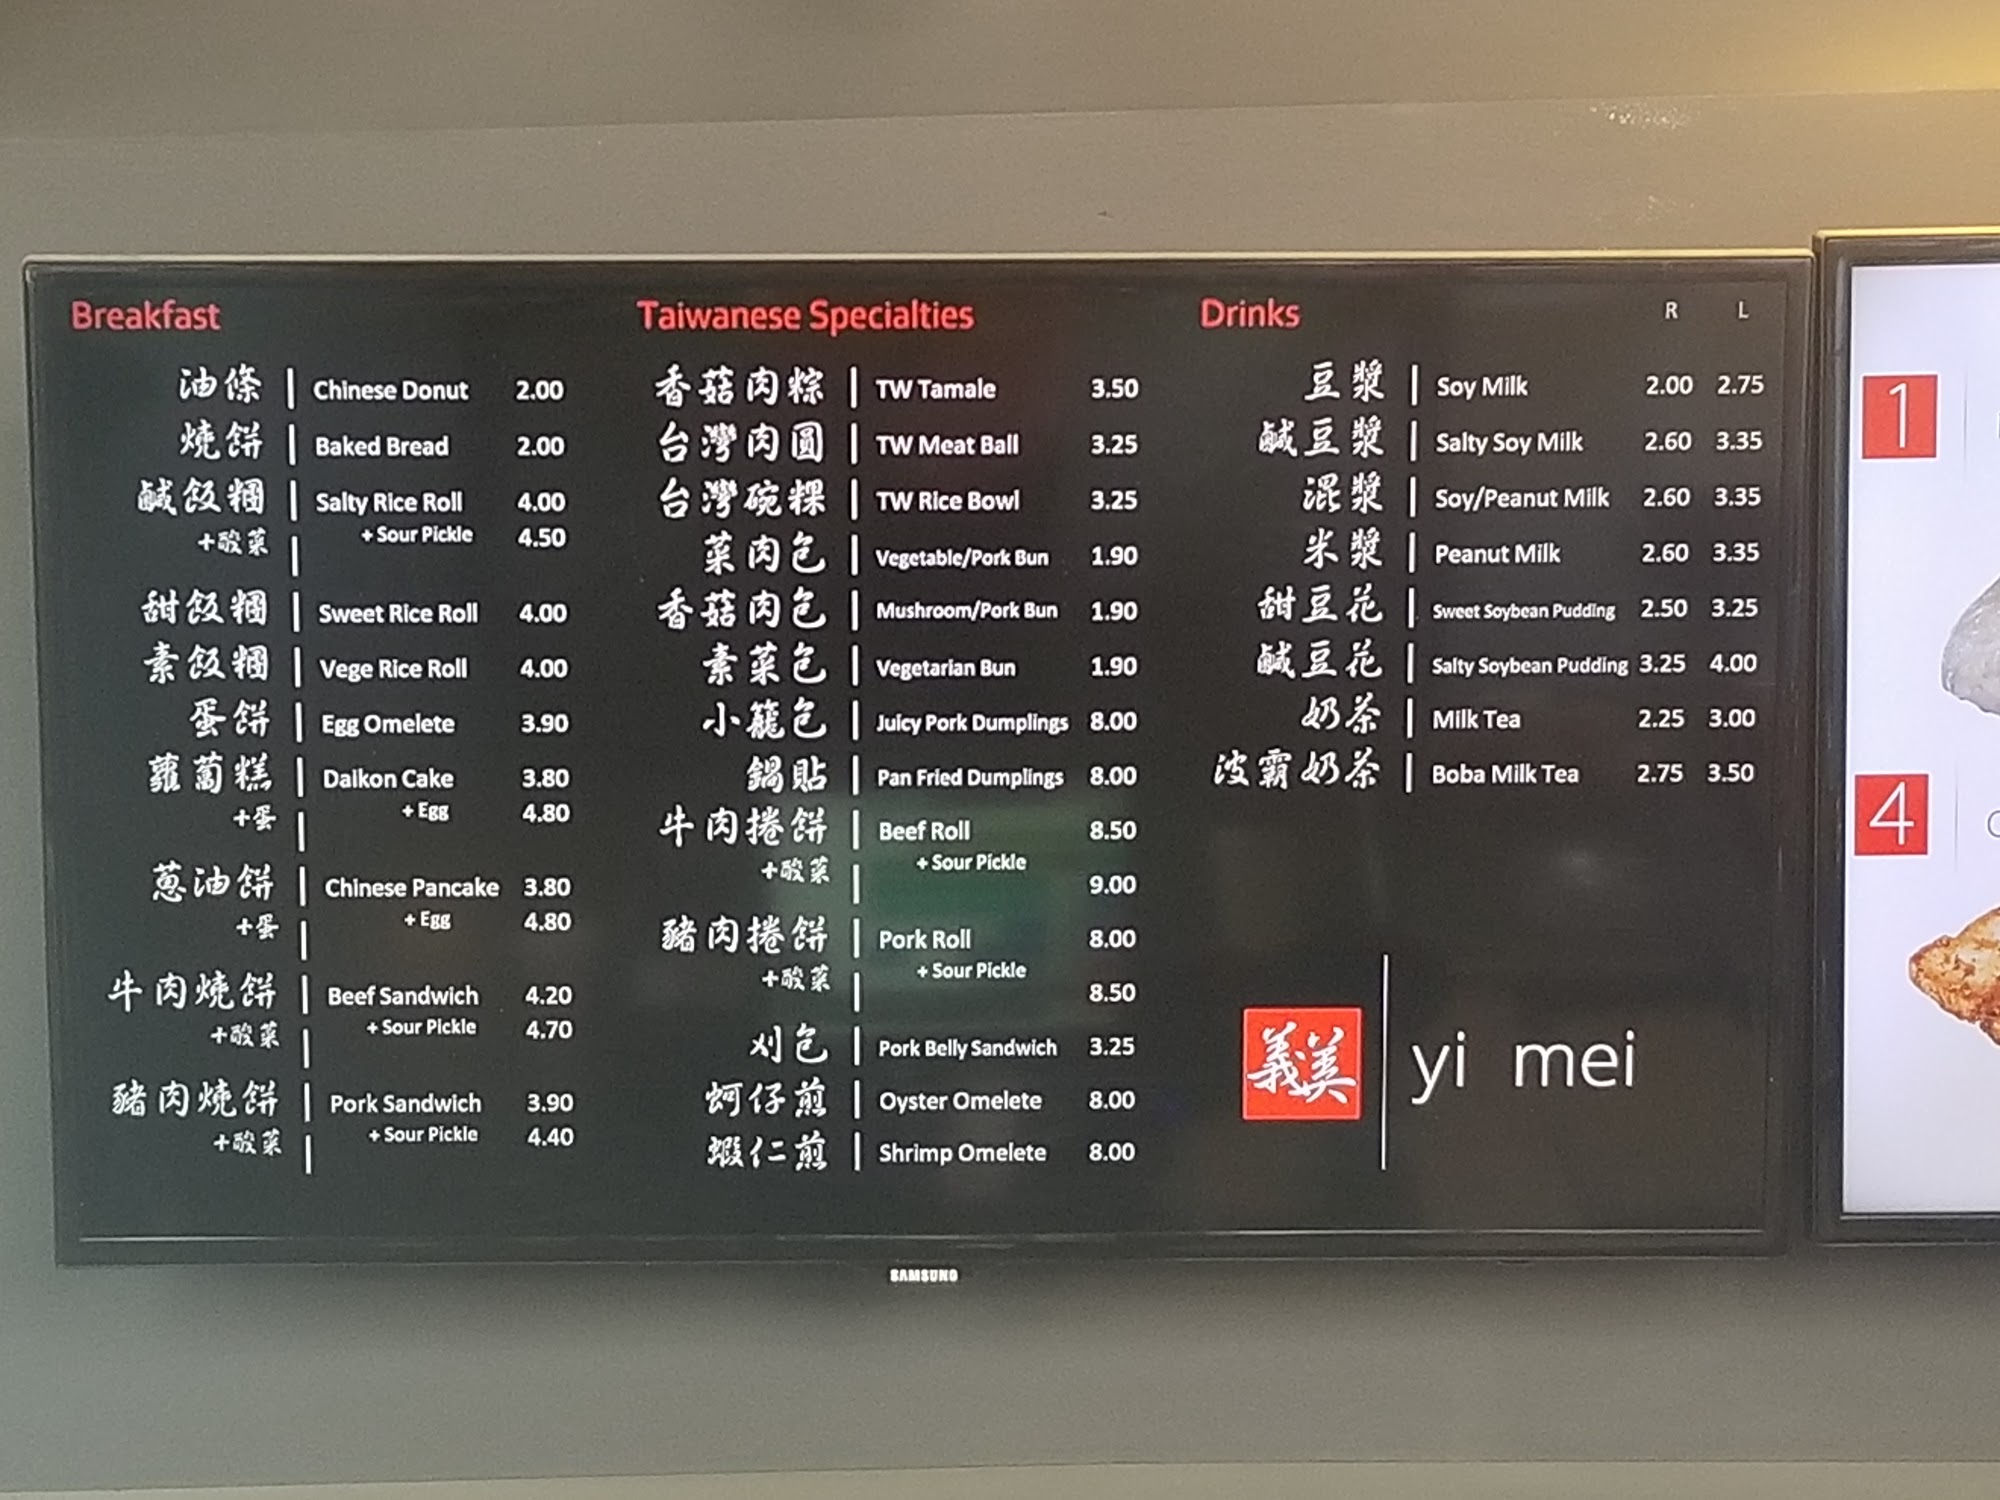 Breakfast
油條 | Chinese Donut 2.00
燒餅 | Baked Bread 2.00
鹹飯糰 | Salty Rice Roll 4.00
+酸菜 | + Sour Pickle 4.50
甜飯糰 | Sweet Rice Roll 4.00
素飯糰 | Vege Rice Roll 4.00
蛋餅 | Egg Omelete 3.90
蘿蔔糕 | Daikon Cake 3.80
+蛋 | + Egg 4.80
蔥油餅 | Chinese Pancake 3.80
+蛋 | + Egg 4.80
牛肉燒餅 | Beef Sandwich 4.20
+酸菜 | + Sour Pickle 4.70
豬肉燒餅 | Pork Sandwich 3.90
+酸菜 | + Sour Pickle 4.40
Taiwanese Specialties
香菇肉粽 | TW Tamale 3.50
台灣肉圓 | TW Meat Ball 3.25
台灣碗粿 | TW Rice Bowl 3.25
菜肉包 | Vegetable/Pork Bun 1.90
香菇肉包 | Mushroom/Pork Bun 1.90
素菜包 | Vegetarian Bun 1.90
小籠包 | Juicy Pork Dumplings 8.00
鍋貼 | Pan Fried Dumplings 8.00
牛肉捲餅 | Beef Roll 8.50
+酸菜 | + Sour Pickle 9.00
豬肉捲餅 | Pork Roll 8.00
+酸菜 | + Sour Pickle 8.50
刈包 | Pork Belly Sandwich 3.25
蚵仔煎 | Oyster Omelete 8.00
蝦仁煎 | Shrimp Omelete 8.00
Drinks R L
豆漿 | Soy Milk 2.00 2.75
鹹豆漿 | Salty Soy Milk 2.60 3.35
混漿 | Soy/Peanut Milk 2.60 3.35
米漿 | Peanut Milk 2.60 3.35
甜豆花 | Sweet Soybean Pudding 2.50 3.25
鹹豆花 | Salty Soybean Pudding 3.25 4.00
奶茶 | Milk Tea 2.25 3.00
波霸奶茶 | Boba Milk Tea 2.75 3.50
義美 | yi mei
SAMSUNG
1
4